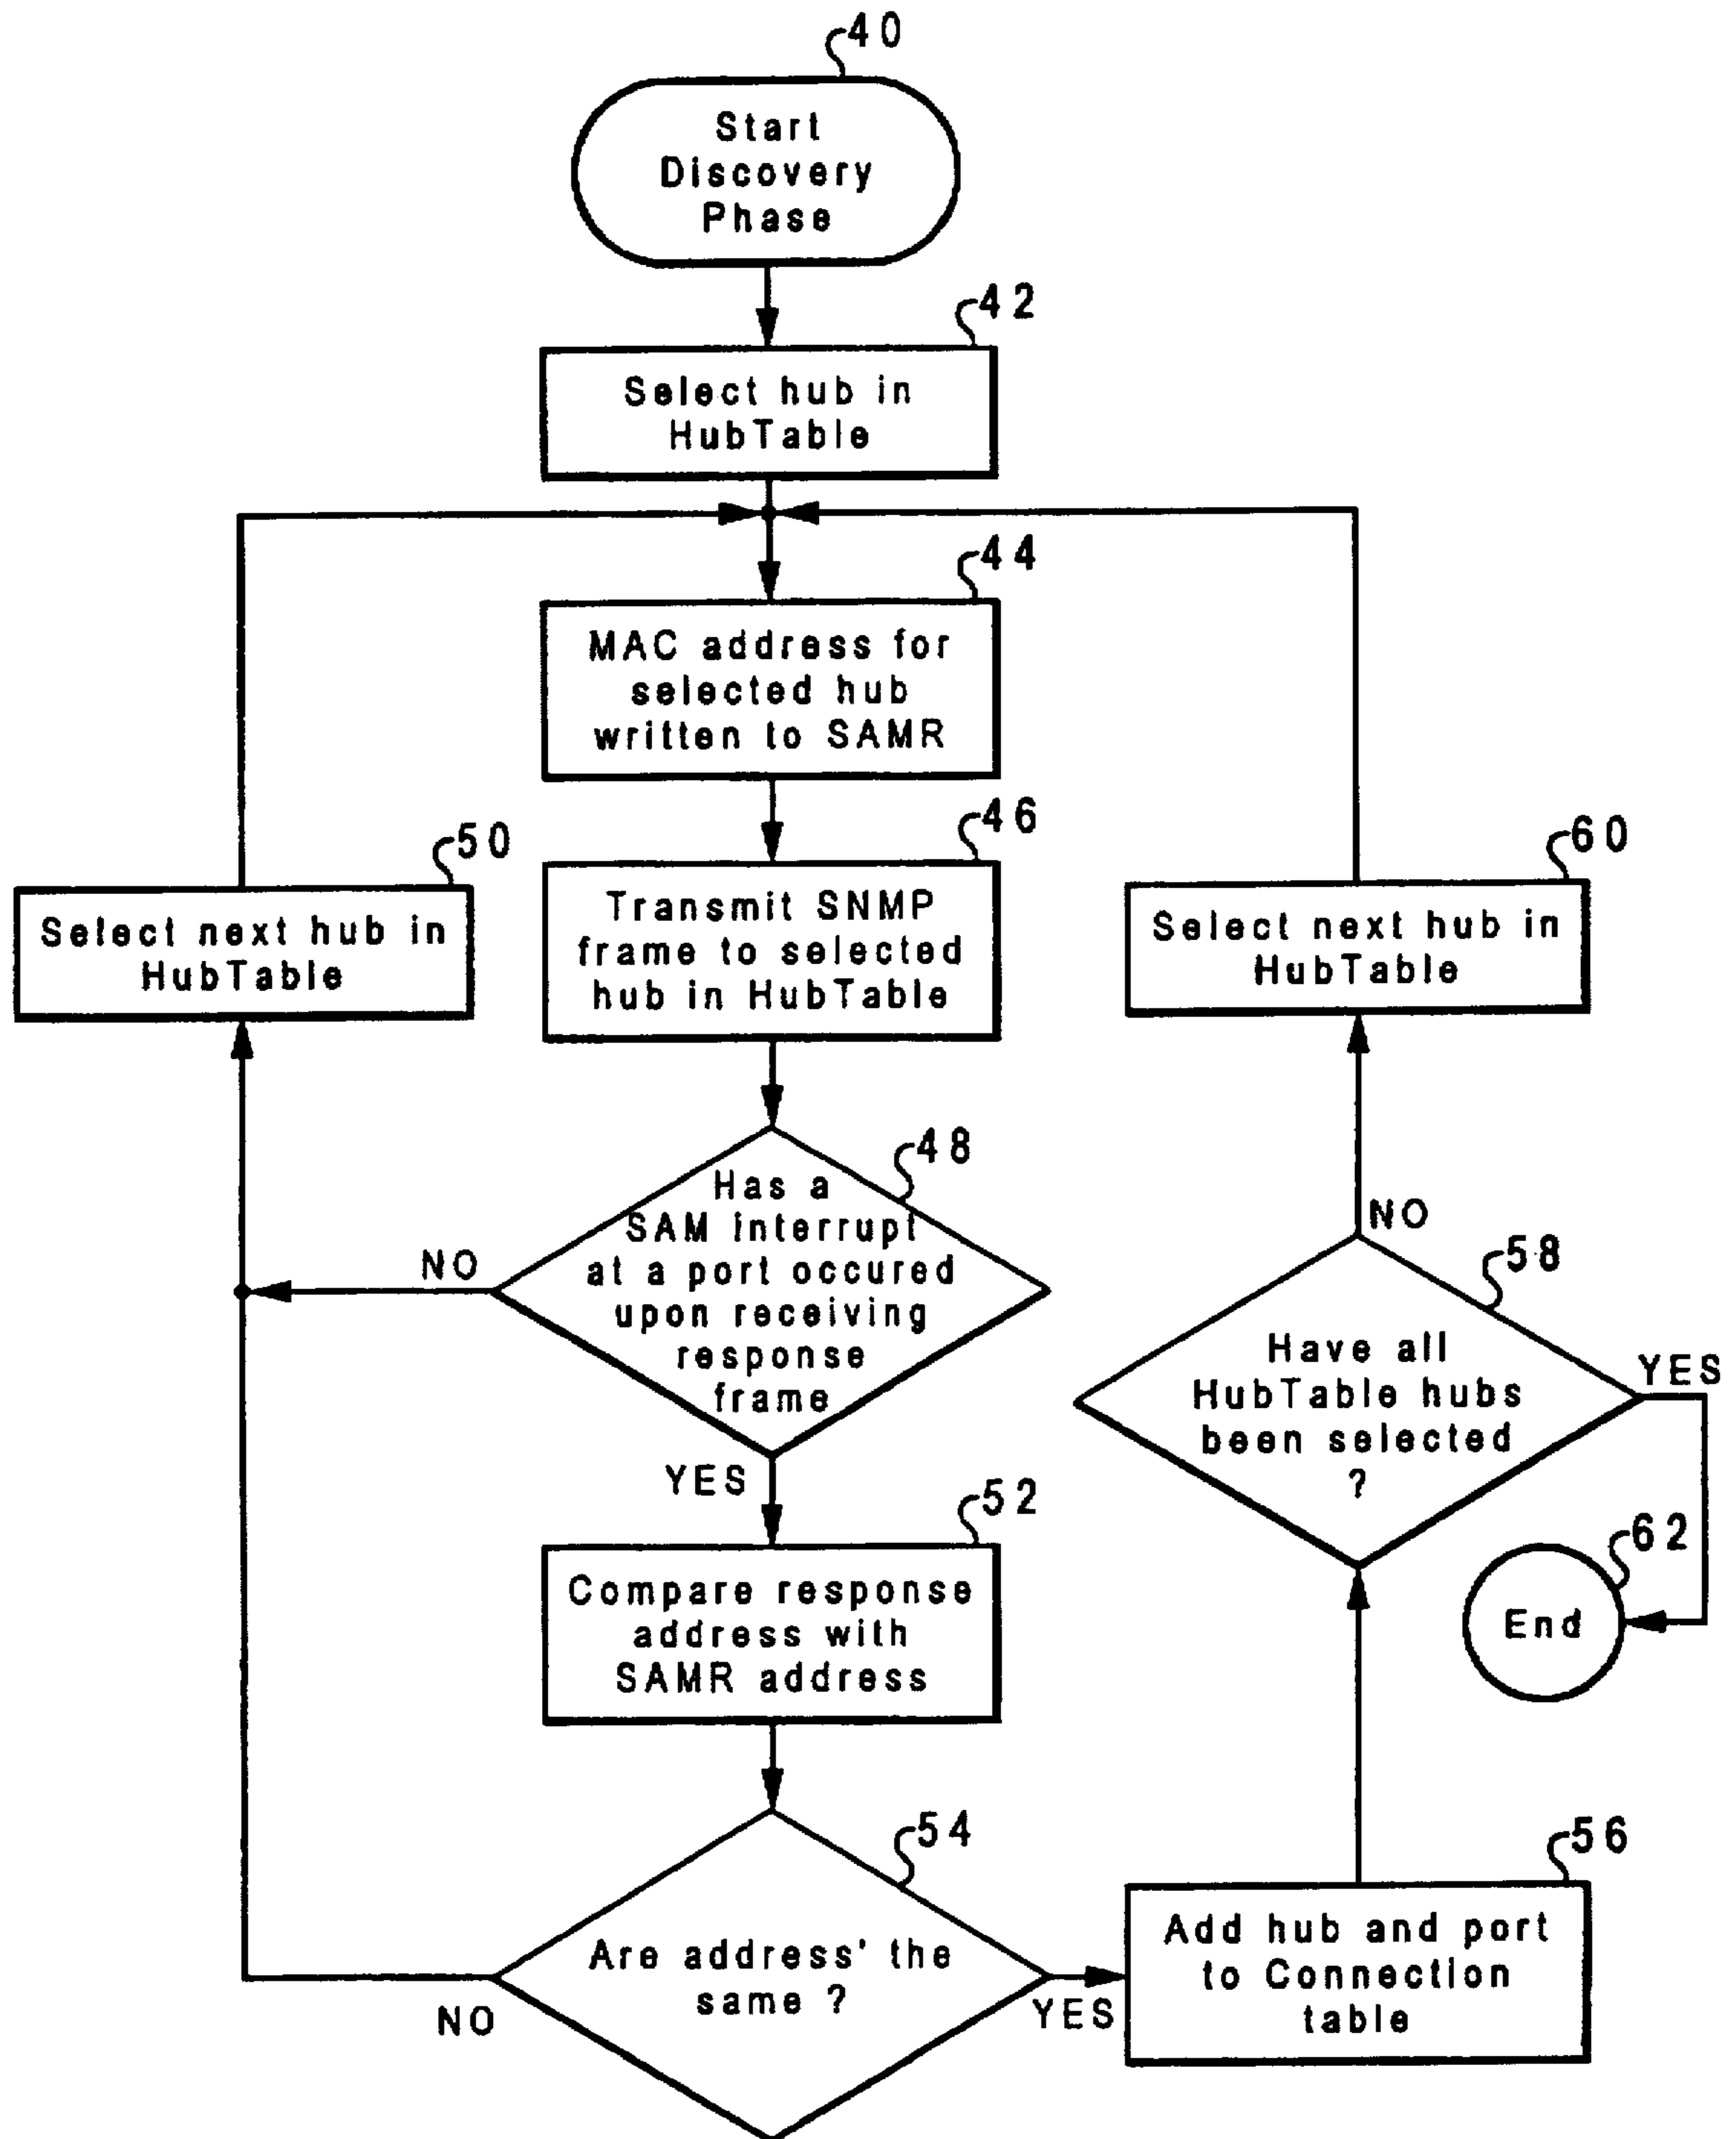 40
Start
Discovery
Phase
42
Select hub in
HubTable
44
MAC address for
selected hub
written to SAMR
46
Transmit SNMP
frame to selected
hub in HubTable
50
Select next hub in
HubTable
60
Select next hub in
HubTable
48
Has a
SAM interrupt
at a port occured
upon receiving
response
frame
NO
YES
NO
58
Have all
HubTable hubs
been selected
?
YES
62
End
52
Compare response
address with
SAMR address
54
Are address' the
same ?
NO
YES
56
Add hub and port
to Connection
table